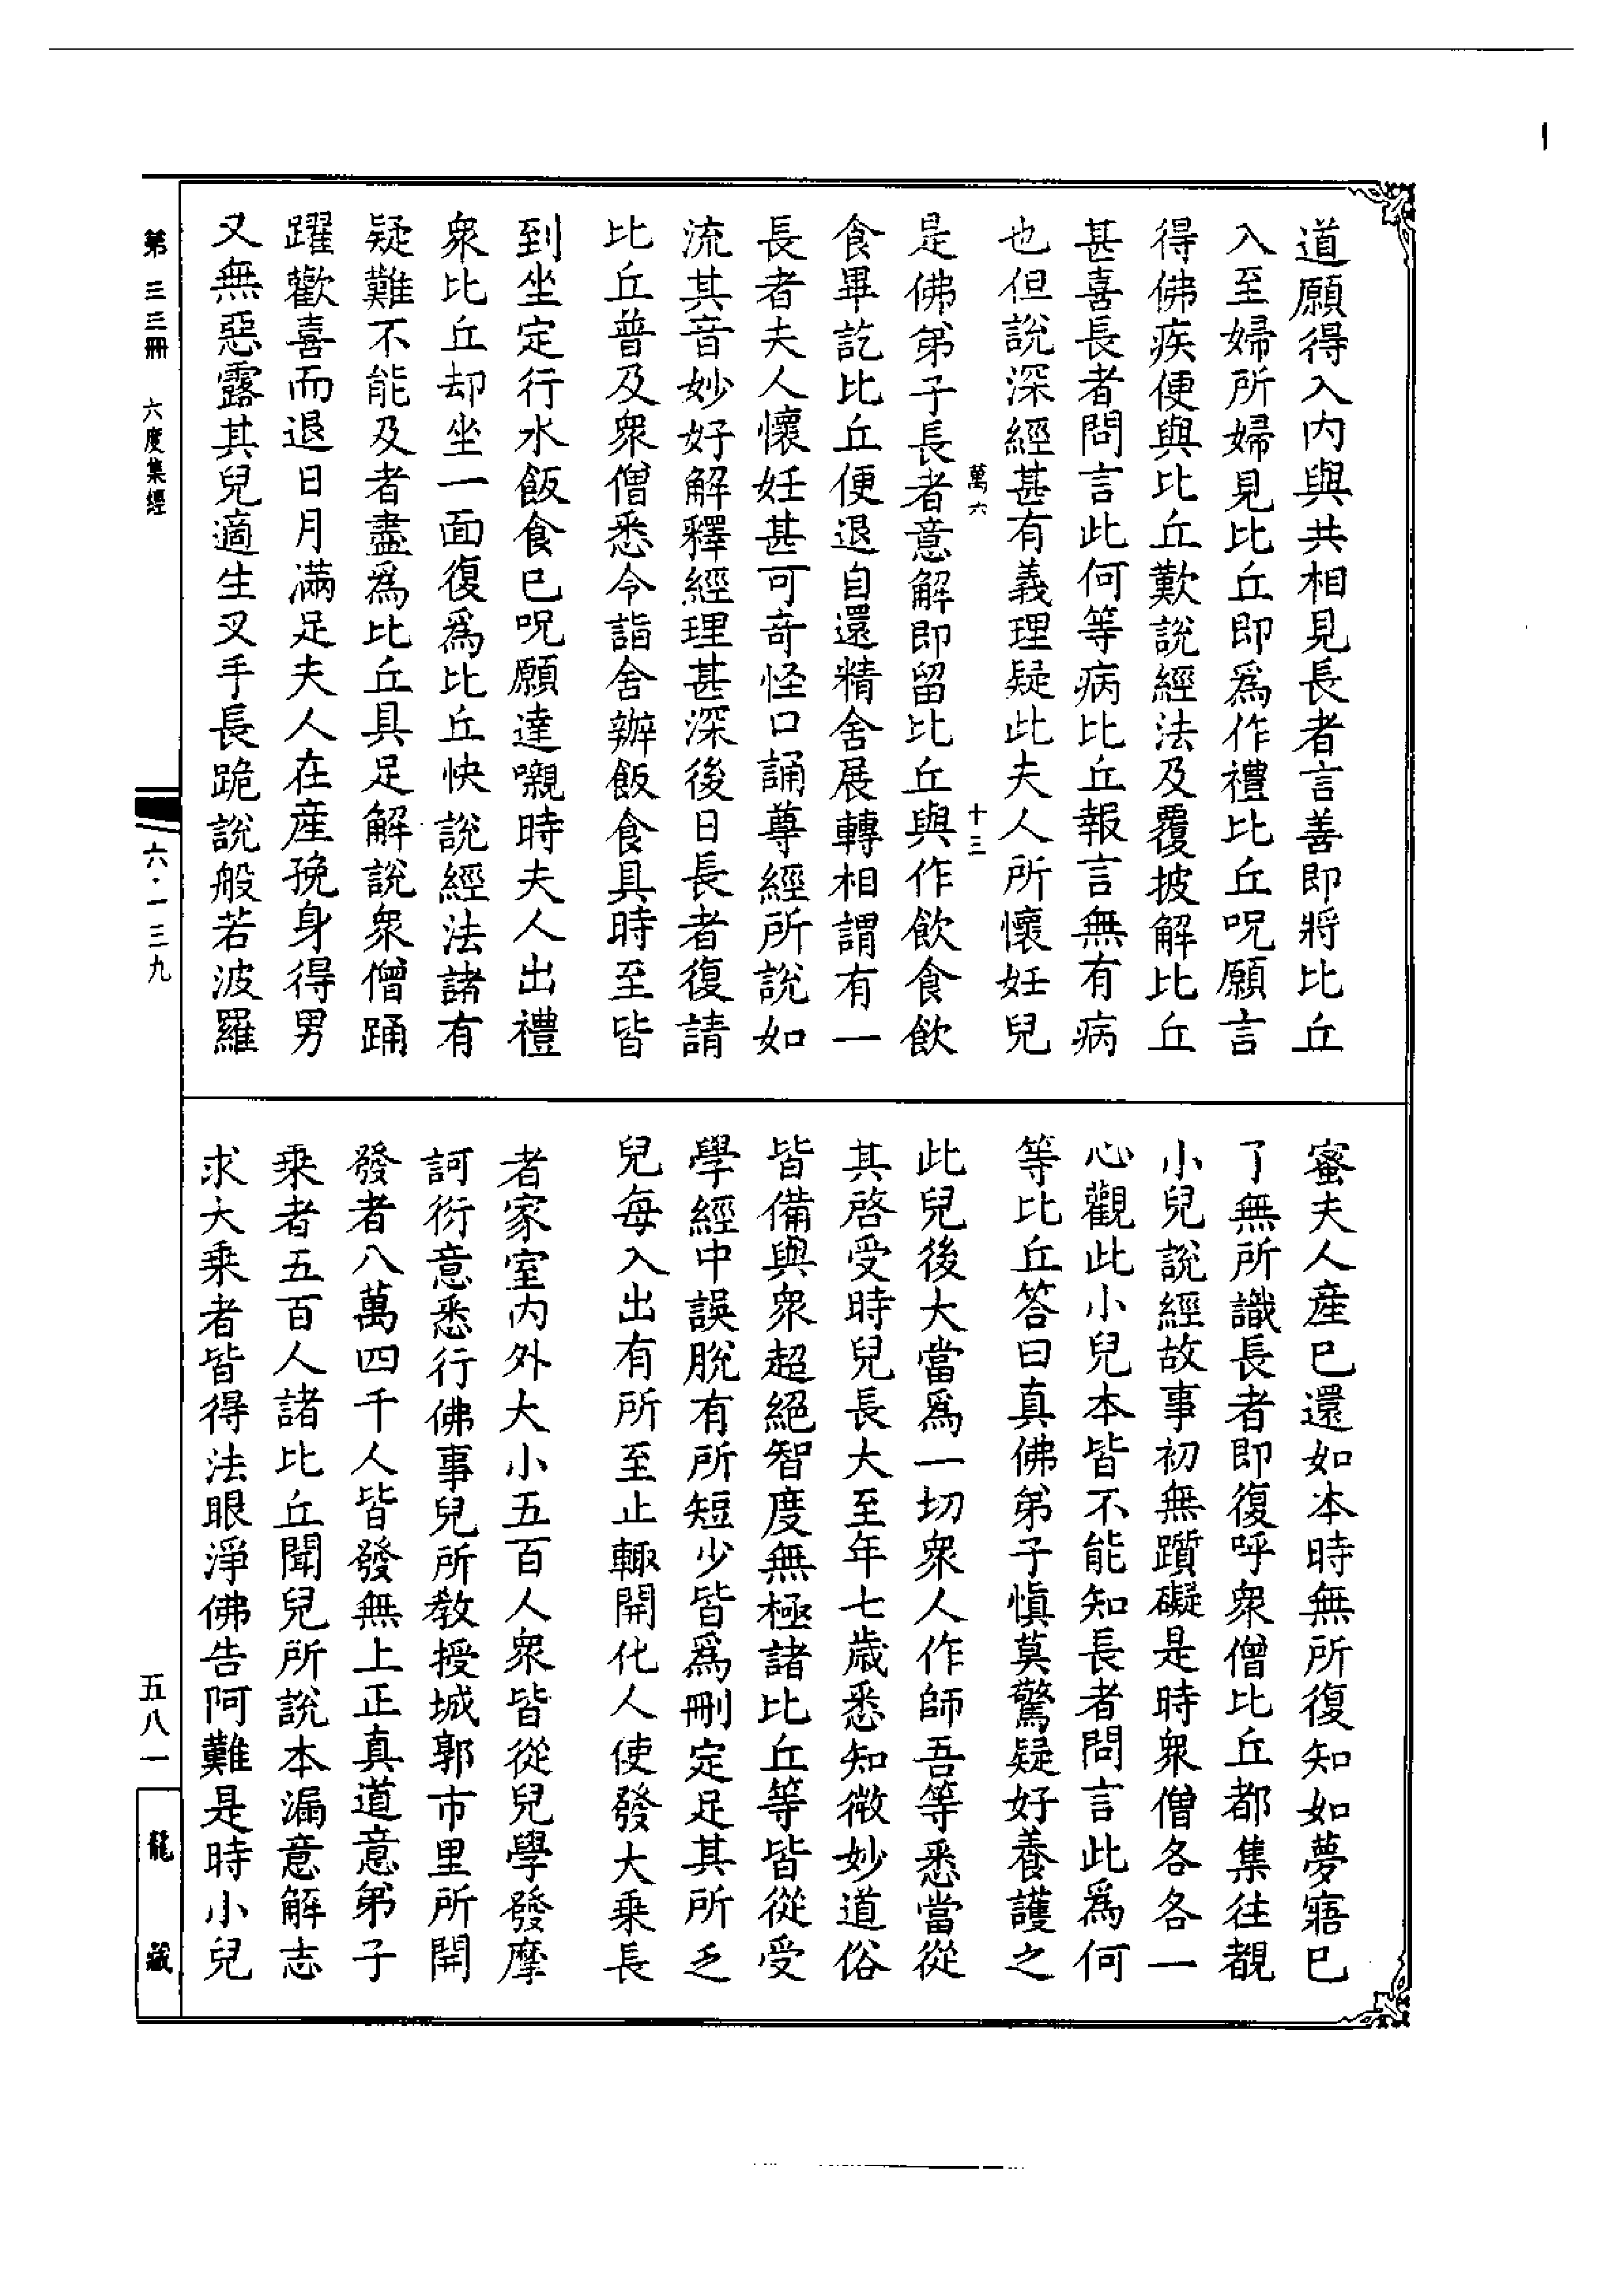 道願得入内與共相見長者言善即將比丘
入至婦所婦見比丘即爲作禮比丘呪願言
得佛疾便與比丘歎說經法及覆披解比丘
甚喜長者問言此何等病比丘報言無有病
也但說深經甚有義理疑此夫人所懷妊兒
萬六
十三
是佛弟子長者意解即留比丘與作飲食飲
食畢訖比丘便退自還精舍展轉相謂有一
長者夫人懷妊甚可奇怪口誦尊經所說如
流其音妙好解釋經理甚深後日長者復請
比丘普及衆僧悉令詣舍辦飯食具時至皆
到坐定行水飯食已呪願達嚫時夫人出禮
衆比丘却坐一面復爲比丘快說經法諸有
疑難不能及者盡爲比丘具足解說衆僧踊
躍歡喜而退日月滿足夫人在産娩身得男
又無惡露其兒適生叉手長跪說般若波羅
蜜夫人産已還如本時無所復知如夢寤已
了無所識長者即復呼衆僧比丘都集往覩
小兒說經故事初無躓礙是時衆僧各各一
心觀此小兒本皆不能知長者問言此爲何
等比丘答曰真佛弟子慎莫驚疑好養護之
此兒後大當爲一切衆人作師吾等悉當從
其啓受時兒長大至年七歲悉知微妙道俗
皆備與衆超絕智度無極諸比丘等皆從受
學經中誤脫有所短少皆爲刪定足其所乏
兒每入出有所至止輙開化人使發大乗長
者家室内外大小五百人衆皆從兒學發摩
訶衍意悉行佛事兒所教授城郭市里所開
發者八萬四千人皆發無上正真道意弟子
乗者五百人諸比丘聞兒所說本漏意解志
求大乗者皆得法眼淨佛告阿難是時小兒
第三三冊　六度集經
六·一三九
五八一
龍藏